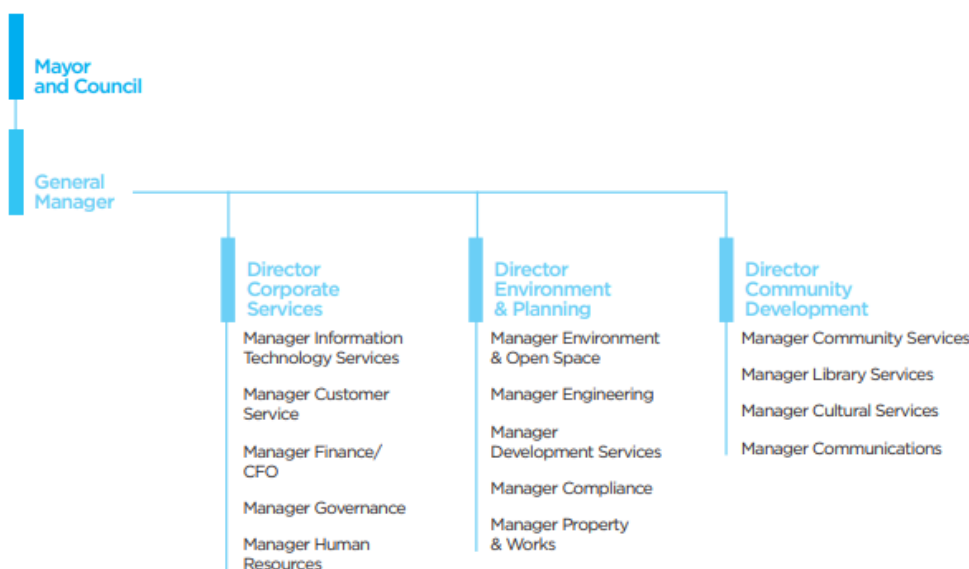 Mayor
and Council
General
Manager
Director
Corporate
Services
Manager Information
Technology Services
Manager Customer
Service
Manager Finance/
CFO
Manager Governance
Manager Human
Resources
Director
Environment
& Planning
Manager Environment
& Open Space
Manager Engineering
Manager
Development Services
Manager Compliance
Manager Property
& Works
Director
Community
Development
Manager Community Services
Manager Library Services
Manager Cultural Services
Manager Communications